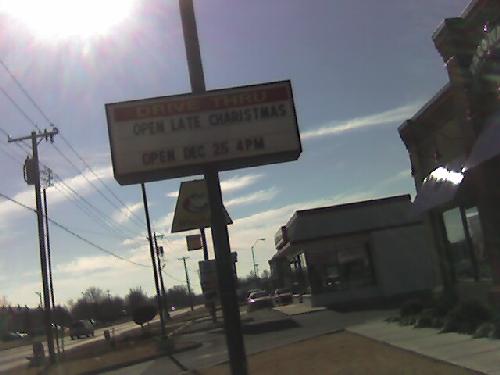 DRIVE THRU
OPEN LATE CHARISTMAS
OPEN DEC 25 4PM